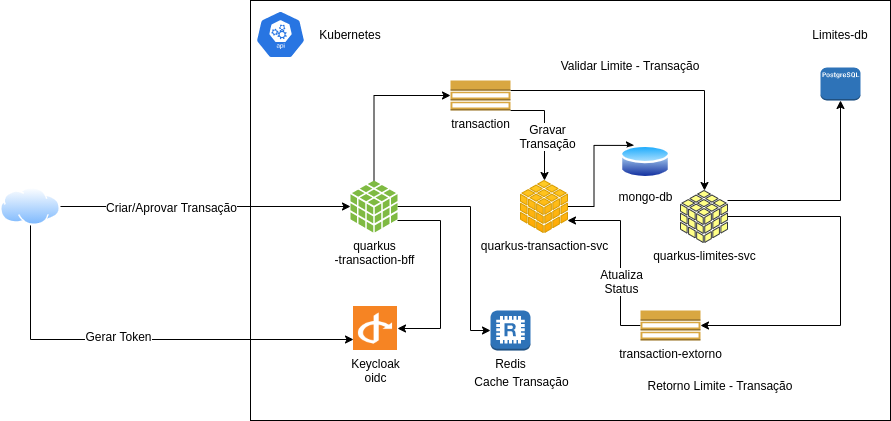 Kubernetes
Limites-db
api
Validar Limite - Transação
PostgreSQL
transaction
Gravar
Transação
mongo-db
Criar/Aprovar Transação
quarkus
-transaction-bff
quarkus-transaction-svc
quarkus-limites-svc
Atualiza
Status
Gerar Token
R
Keycloak
oidc
Redis
Cache Transação
transaction-extorno
Retorno Limite - Transação